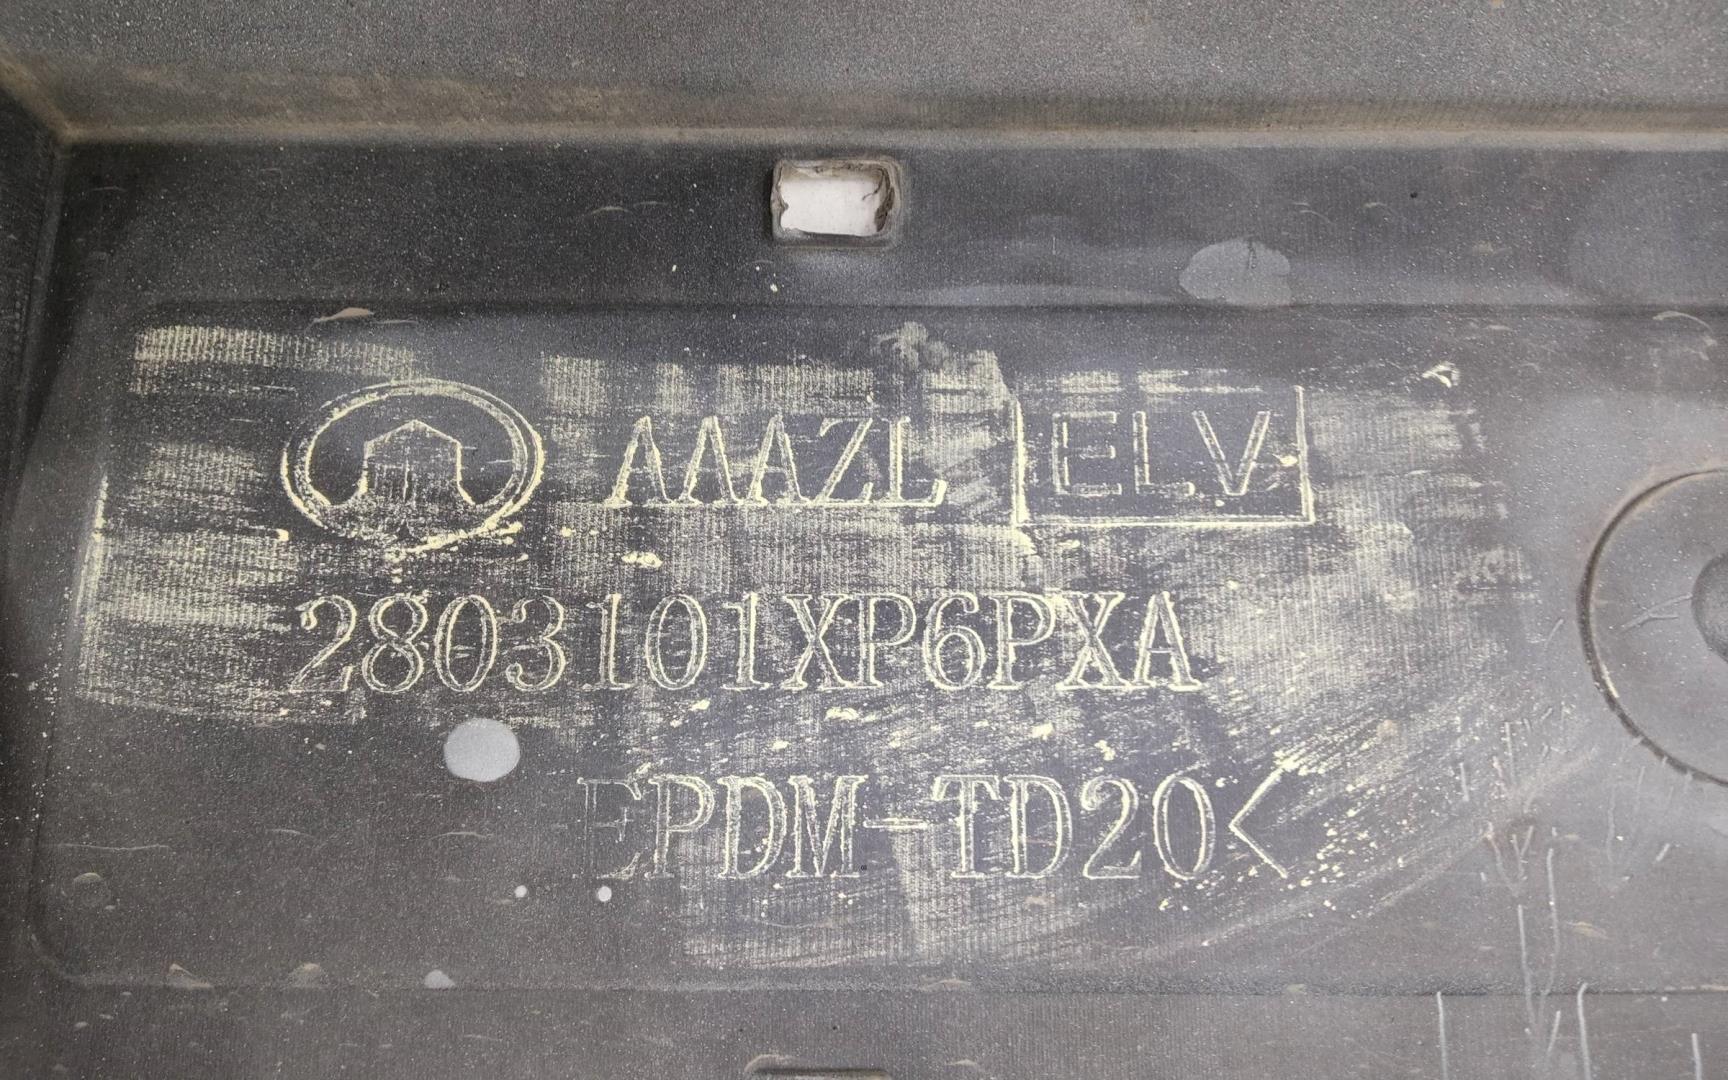 AAAZL ELV
2803101XP6PXA
EPDM-TD20<